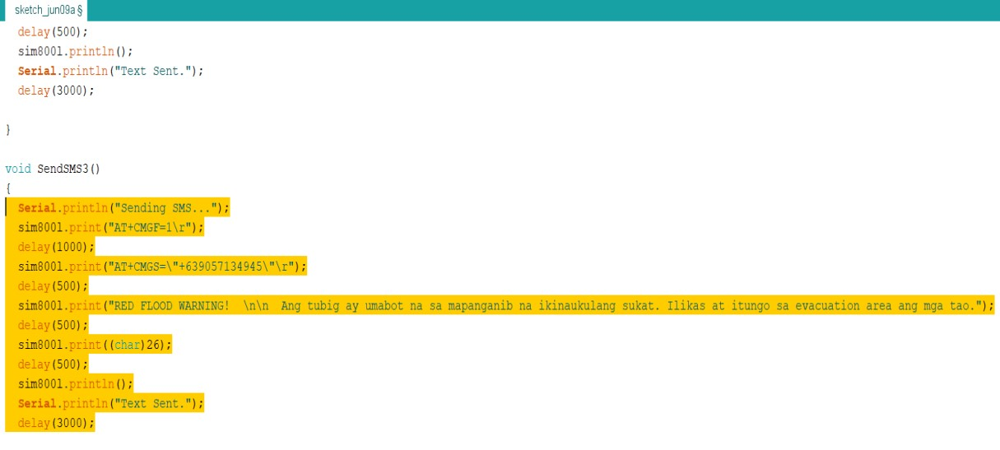 sketch_jun09a §
delay(500);
sim800l.println();
Serial.println("Text Sent.");
delay(3000);
}
void SendSMS3()
{
Serial.println("Sending SMS...");
sim800l.print("AT+CMGF=1\r");
delay(1000);
sim800l.print("AT+CMGS=\"+639057134945\"\r");
delay(500);
sim800l.print("RED FLOOD WARNING!  \n\n  Ang tubig ay umabot na sa mapanganib na ikinaukulang sukat. Ilikas at itungo sa evacuation area ang mga tao.");
delay(500);
sim800l.print((char)26);
delay(500);
sim800l.println();
Serial.println("Text Sent.");
delay(3000);